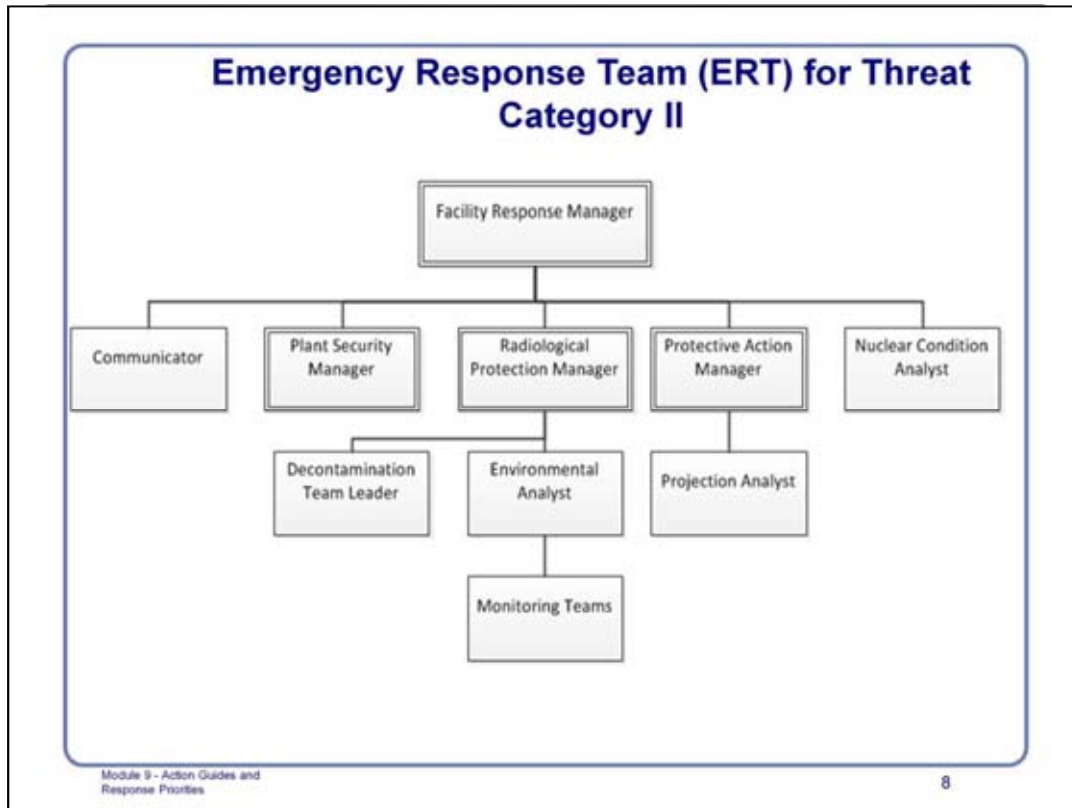 Emergency Response Team (ERT) for Threat
Category II
Facility Response Manager
Communicator
Plant Security
Manager
Radiological
Protection Manager
Protective Action
Manager
Nuclear Condition
Analyst
Decontamination
Team Leader
Environmental
Analyst
Projection Analyst
Monitoring Teams
Module 9 - Action Guides and
Response Priorities
8